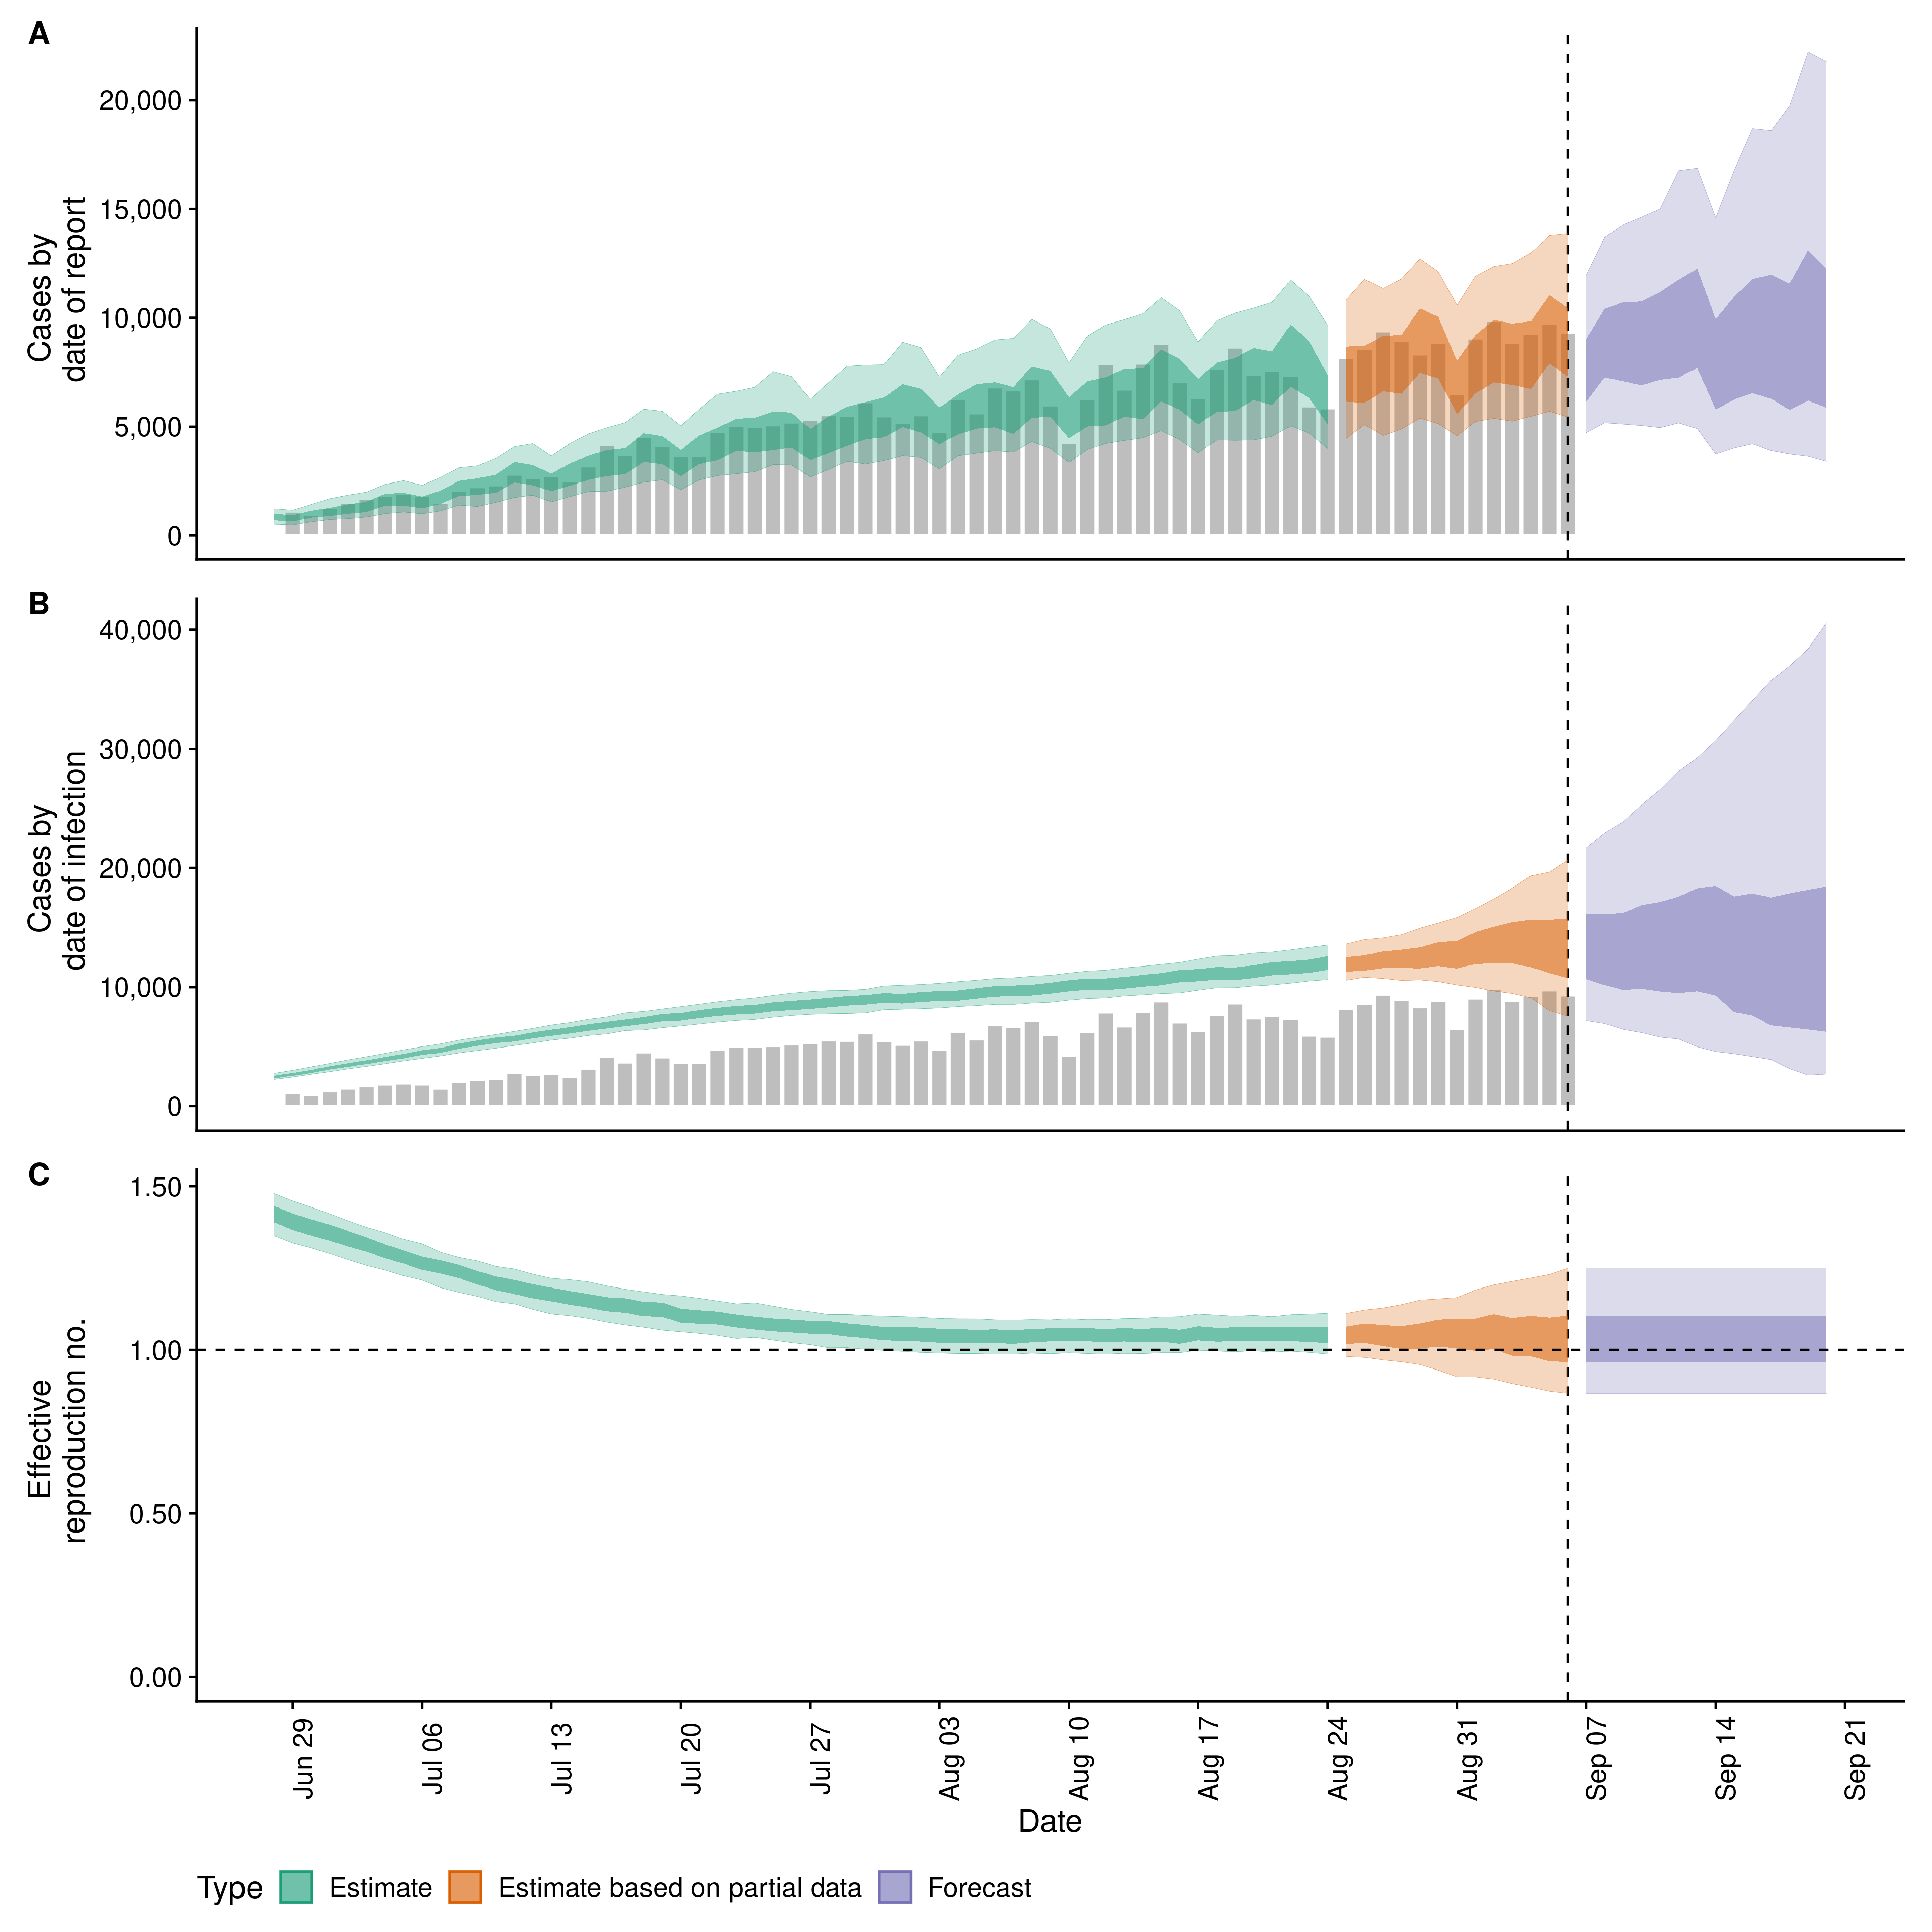 A
Cases by
date of report
20,000
15,000
10,000
5,000
0
B
Cases by
date of infection
40,000
30,000
20,000
10,000
0
C
Effective
reproduction no.
1.50
1.00
0.50
0.00
Jun 29
Jul 06
Jul 13
Jul 20
Jul 27
Aug 03
Aug 10
Aug 17
Aug 24
Aug 31
Sep 07
Sep 14
Sep 21
Date
Type Estimate Estimate based on partial data Forecast